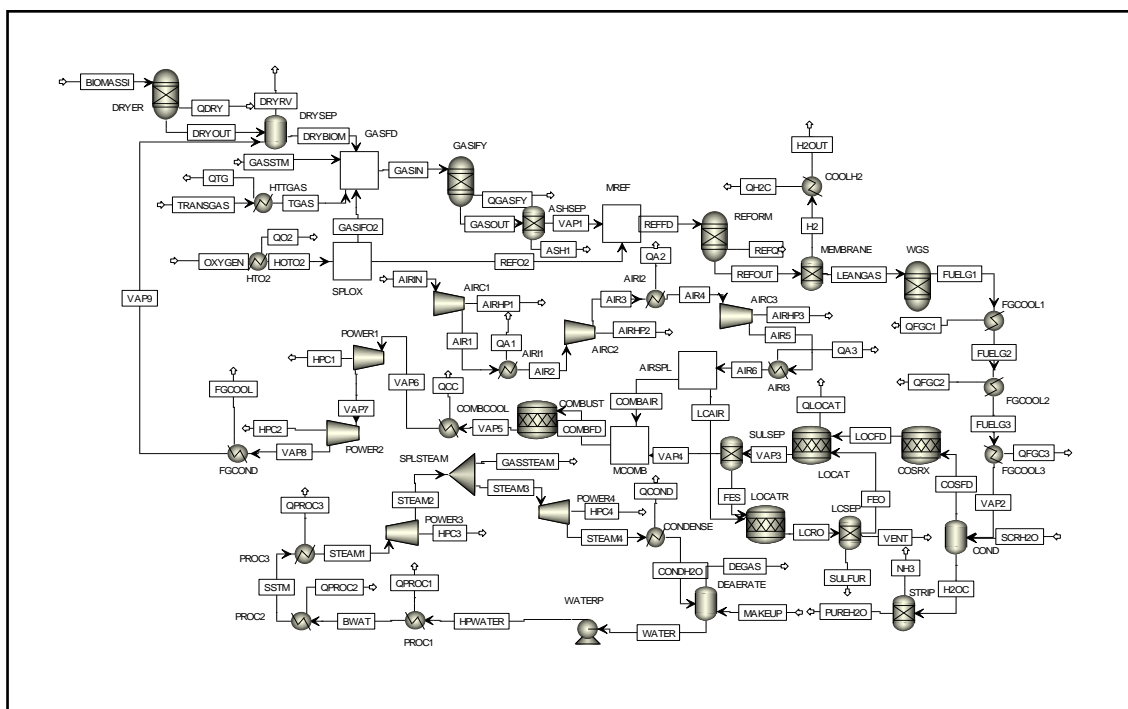 BIOMASSI
DRYER
QDRY
DRYRV
DRYSEP
DRYOUT
DRYBIOM
GASFD
GASSTM
GASIN
QTG
HTTGAS
TRANSGAS
TGAS
GASIFO2
QO2
OXYGEN
HOTO2
HTO2
SPLOX
REFO2
GASIFY
QGASFY
GASOUT
ASHSEP
VAP1
ASH1
MREF
REFFD
REFORM
REFOUT
H2OUT
QH2C
COOLH2
H2
MEMBRANE
LEANGAS
WGS
FUELG1
FGCOOL1
QFGC1
FUELG2
QFGC2
FGCOOL2
FUELG3
QFGC3
FGCOOL3
VAP2
AIRIN
AIRC1
AIRHP1
AIR1
QA1
AIRI1
AIR2
AIRC2
AIRHP2
AIR3
QA2
AIRI2
AIR4
AIRC3
AIRHP3
AIR5
QA3
AIRI3
AIR6
AIRSPL
COMBAIR
LCAIR
VAP9
POWER1
HPC1
VAP7
VAP6
FGCOOL
HPC2
POWER2
VAP8
FGCOND
QCC
COMBCOOL
VAP5
COMBUST
COMBFD
MCOMB
VAP4
SULSEP
VAP3
QLOCAT
LOCAT
LOCFD
COSRX
COSFD
FES
FEO
LOCATR
LCRO
LCSEP
VENT
SULFUR
NH3
STRIP
PUREH2O
H2OC
COND
SCRH2O
SPLSTEAM
GASSTEAM
STEAM2
STEAM3
POWER4
HPC4
STEAM4
QCOND
CONDENSE
CONDH2O
DEGAS
DEAERATE
MAKEUP
WATER
WATERP
HPWATER
QPROC3
PROC3
STEAM1
POWER3
HPC3
SSTM
QPROC2
PROC2
BWAT
QPROC1
PROC1